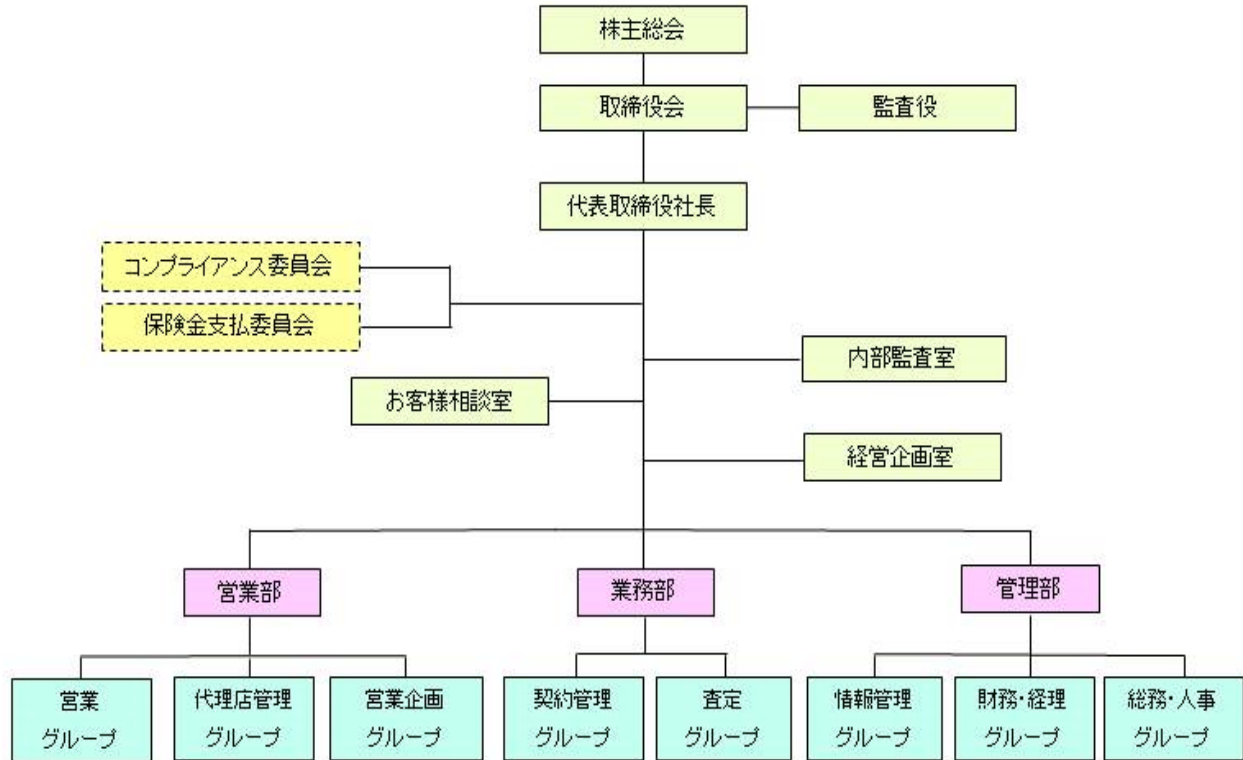 株主総会
取締役会
監査役
代表取締役社長
コンプライアンス委員会
保険金支払委員会
内部監査室
お客様相談室
経営企画室
営業部
業務部
管理部
営業
グループ
代理店管理
グループ
営業企画
グループ
契約管理
グループ
査定
グループ
情報管理
グループ
財務・経理
グループ
総務・人事
グループ